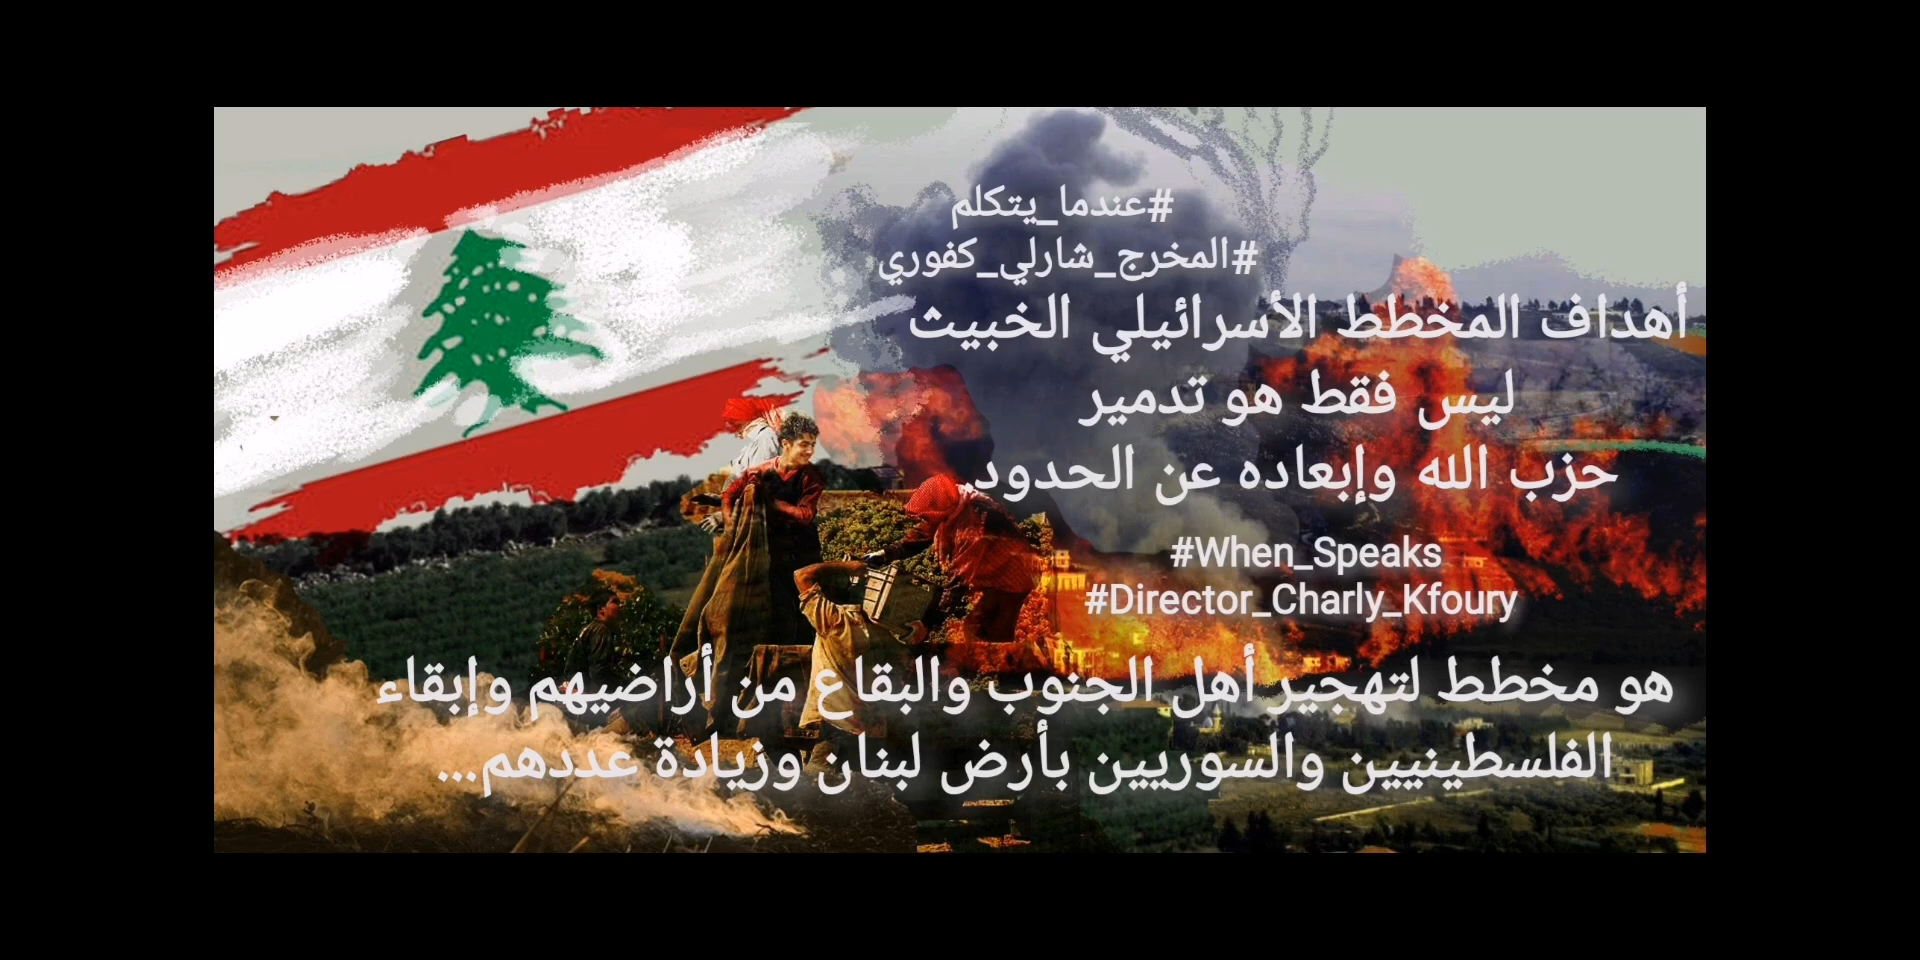 #عندما_يتكلم
#المخرج_شارلي_كفوري
أهداف المخطط الأسرائيلي الخبيث
ليس فقط هو تدمير
حزب الله وإبعاده عن الحدود.
#When_Speaks
#Director_Charly_Kfoury
هو مخطط لتهجير أهل الجنوب والبقاع من أراضيهم وإبقاء
الفلسطينيين والسوريين بأرض لبنان وزيادة عددهم...